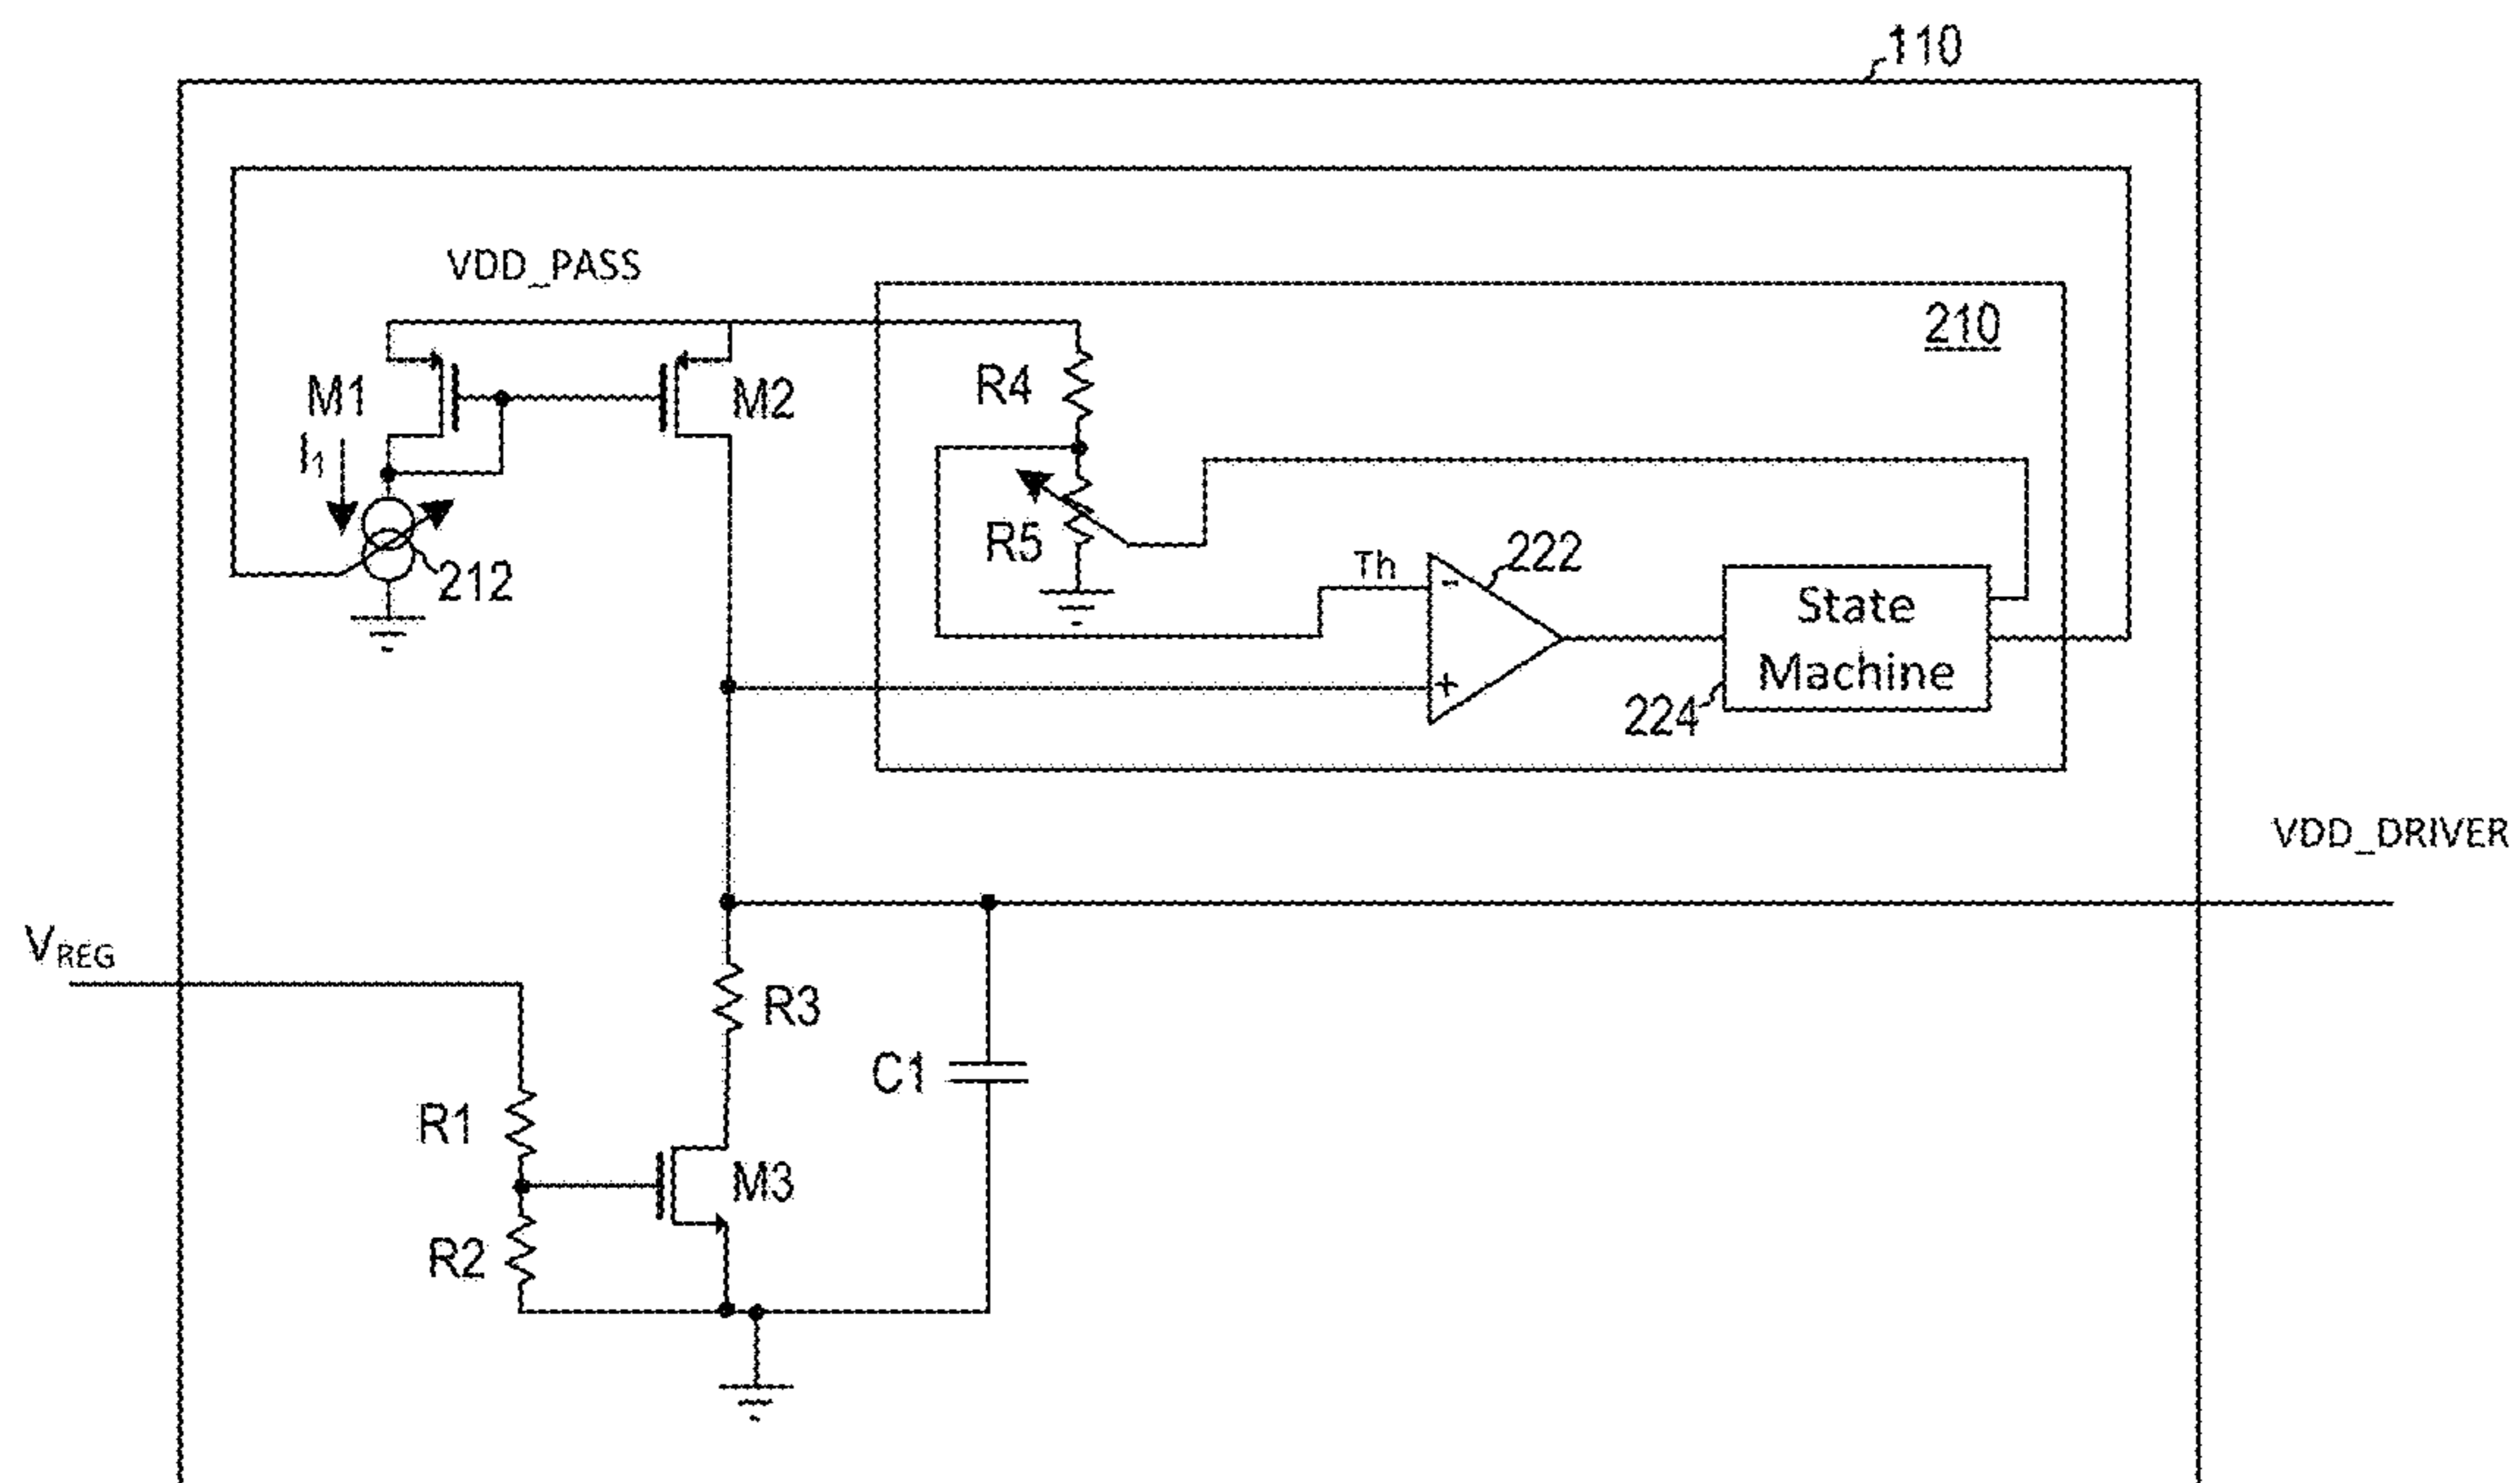 110
VDD_PASS
210
M1
M2
R4
I1
R5
212
Th
222
-
+
State
Machine
224
VDD_DRIVER
VREG
R3
C1
R1
M3
R2